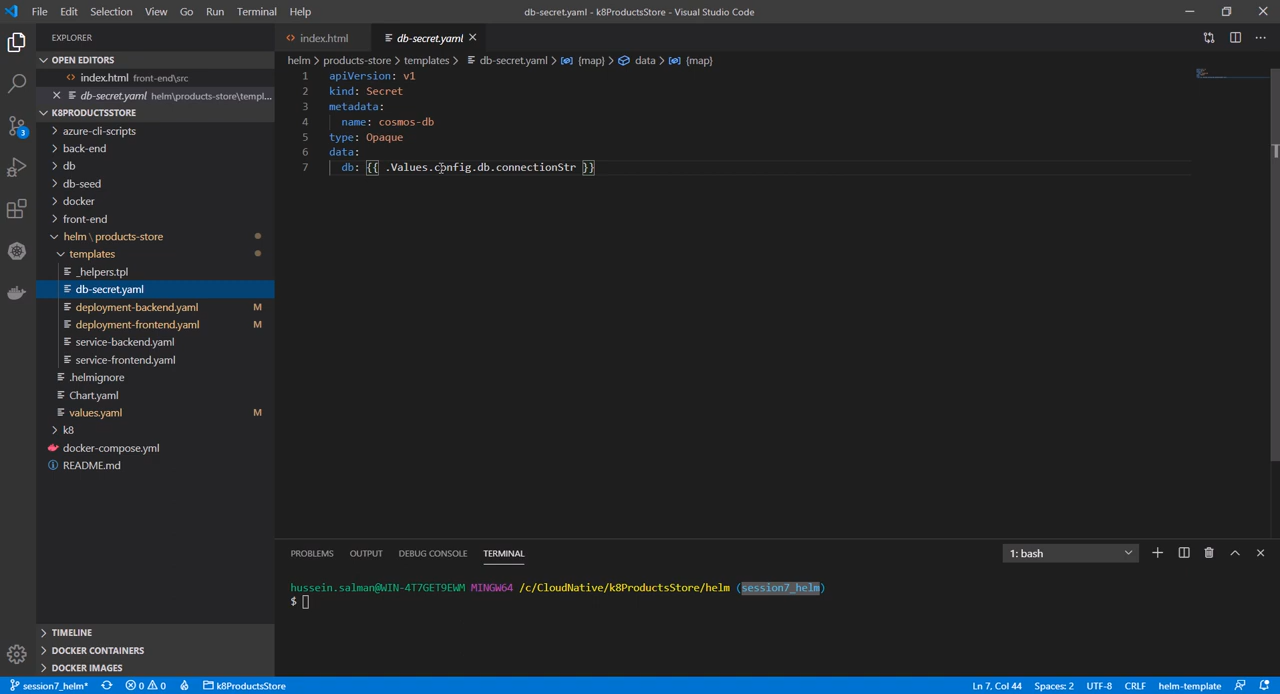 File Edit Selection View Go Run Terminal Help
db-secret.yaml - k8ProductsStore - Visual Studio Code
EXPLORER
OPEN EDITORS
index.html front-end\src
db-secret.yaml helm\products-store\templ...
K8PRODUCTSSTORE
azure-cli-scripts
back-end
db
db-seed
docker
front-end
helm \ products-store
templates
_helpers.tpl
db-secret.yaml
deployment-backend.yaml M
deployment-frontend.yaml M
service-backend.yaml
service-frontend.yaml
.helmignore
Chart.yaml
values.yaml M
k8
docker-compose.yml
README.md
TIMELINE
DOCKER CONTAINERS
DOCKER IMAGES
3
index.html
db-secret.yaml
helm > products-store > templates > db-secret.yaml > {map} > data > {map}
1 apiVersion: v1
2 kind: Secret
3 metadata:
4 name: cosmos-db
5 type: Opaque
6 data:
7 db: {{ .Values.config.db.connectionStr }}
PROBLEMS OUTPUT DEBUG CONSOLE TERMINAL
1: bash
hussein.salman@WIN-4T7GET9EWM MINGW64 /c/CloudNative/k8ProductsStore/helm (session7_helm)
$
session7_helm* 0 0 k8ProductsStore
Ln 7, Col 44 Spaces: 2 UTF-8 CRLF helm-template